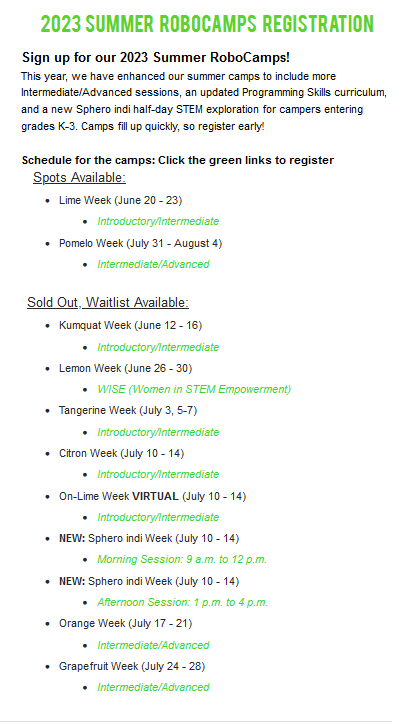 2023 SUMMER ROBOCAMPS REGISTRATION
Sign up for our 2023 Summer RoboCamps!
This year, we have enhanced our summer camps to include more
Intermediate/Advanced sessions, an updated Programming Skills curriculum,
and a new Sphero indi half-day STEM exploration for campers entering
grades K-3. Camps fill up quickly, so register early!
Schedule for the camps: Click the green links to register
Spots Available:
• Lime Week (June 20 - 23)
• Introductory/Intermediate
• Pomelo Week (July 31 - August 4)
• Intermediate/Advanced
Sold Out, Waitlist Available:
• Kumquat Week (June 12 - 16)
• Introductory/Intermediate
• Lemon Week (June 26 - 30)
• WISE (Women in STEM Empowerment)
• Tangerine Week (July 3, 5-7)
• Introductory/Intermediate
• Citron Week (July 10 - 14)
• Introductory/Intermediate
• On-Lime Week VIRTUAL (July 10 - 14)
• Introductory/Intermediate
• NEW: Sphero indi Week (July 10 - 14)
• Morning Session: 9 a.m. to 12 p.m.
• NEW: Sphero indi Week (July 10 - 14)
• Afternoon Session: 1 p.m. to 4 p.m.
• Orange Week (July 17 - 21)
• Intermediate/Advanced
• Grapefruit Week (July 24 - 28)
• Intermediate/Advanced